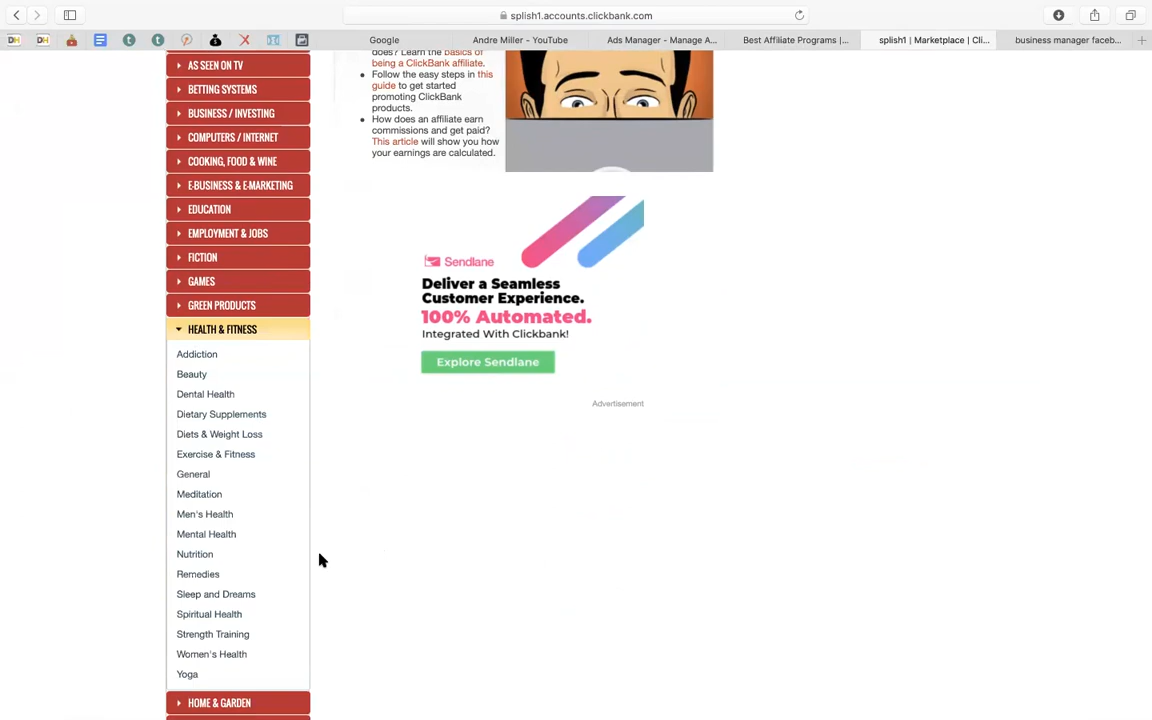 splish1.accounts.clickbank.com
Google
Andre Miller - YouTube
Ads Manager - Manage A...
Best Affiliate Programs |...
splish1 | Marketplace | Cli...
business manager faceb...
AS SEEN ON TV
BETTING SYSTEMS
BUSINESS / INVESTING
COMPUTERS / INTERNET
COOKING, FOOD & WINE
E-BUSINESS & E-MARKETING
EDUCATION
EMPLOYMENT & JOBS
FICTION
GAMES
GREEN PRODUCTS
HEALTH & FITNESS
Addiction
Beauty
Dental Health
Dietary Supplements
Diets & Weight Loss
Exercise & Fitness
General
Meditation
Men's Health
Mental Health
Nutrition
Remedies
Sleep and Dreams
Spiritual Health
Strength Training
Women's Health
Yoga
HOME & GARDEN
does? Learn the basics of
being a ClickBank affiliate.
Follow the easy steps in this
guide to get started
promoting ClickBank
products.
How does an affiliate earn
commissions and get paid?
This article will show you how
your earnings are calculated.
Sendlane
Deliver a Seamless
Customer Experience.
100% Automated.
Integrated With Clickbank!
Explore Sendlane
Advertisement